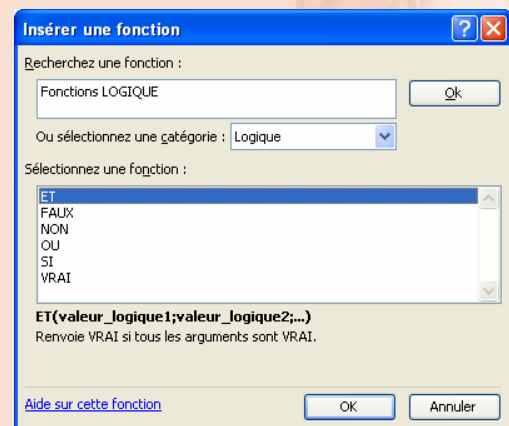 Insérer une fonction
Recherchez une fonction :
Fonctions LOGIQUE
Ok
Ou sélectionnez une catégorie : Logique
Sélectionnez une fonction :
ET
FAUX
NON
OU
SI
VRAI
ET(valeur_logique1;valeur_logique2;...)
Renvoie VRAI si tous les arguments sont VRAI.
Aide sur cette fonction
OK
Annuler